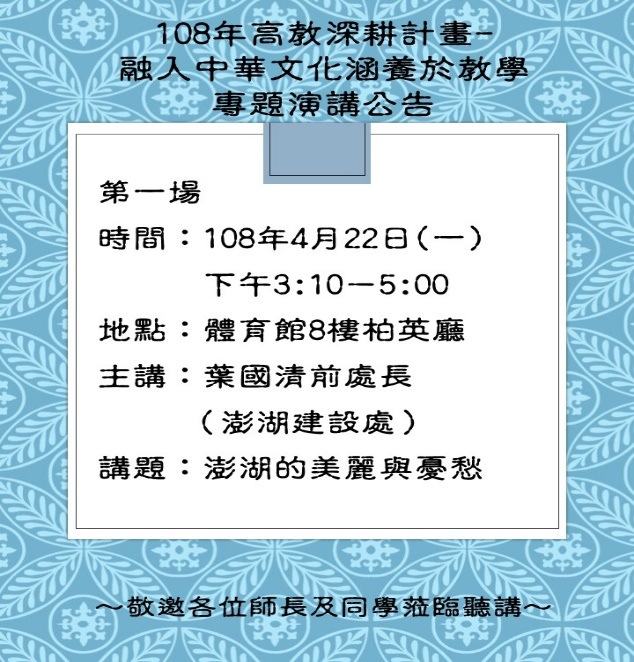 108年高教深耕計畫-
融入中華文化涵養於教學
專題演講公告
第一場
時間：108年4月22日(一)
下午3:10—5:00
地點：體育館8樓柏英廳
主講：葉國清前處長
（澎湖建設處）
講題：澎湖的美麗與憂愁
～敬邀各位師長及同學蒞臨聽講～